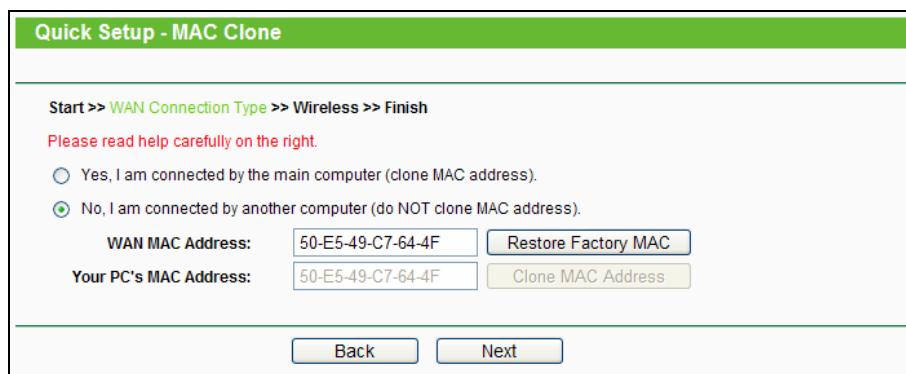 Quick Setup - MAC Clone
Start >> WAN Connection Type >> Wireless >> Finish
Please read help carefully on the right.
Yes, I am connected by the main computer (clone MAC address).
No, I am connected by another computer (do NOT clone MAC address).
WAN MAC Address: 50-E5-49-C7-64-4F Restore Factory MAC
Your PC's MAC Address: 50-E5-49-C7-64-4F Clone MAC Address
Back Next